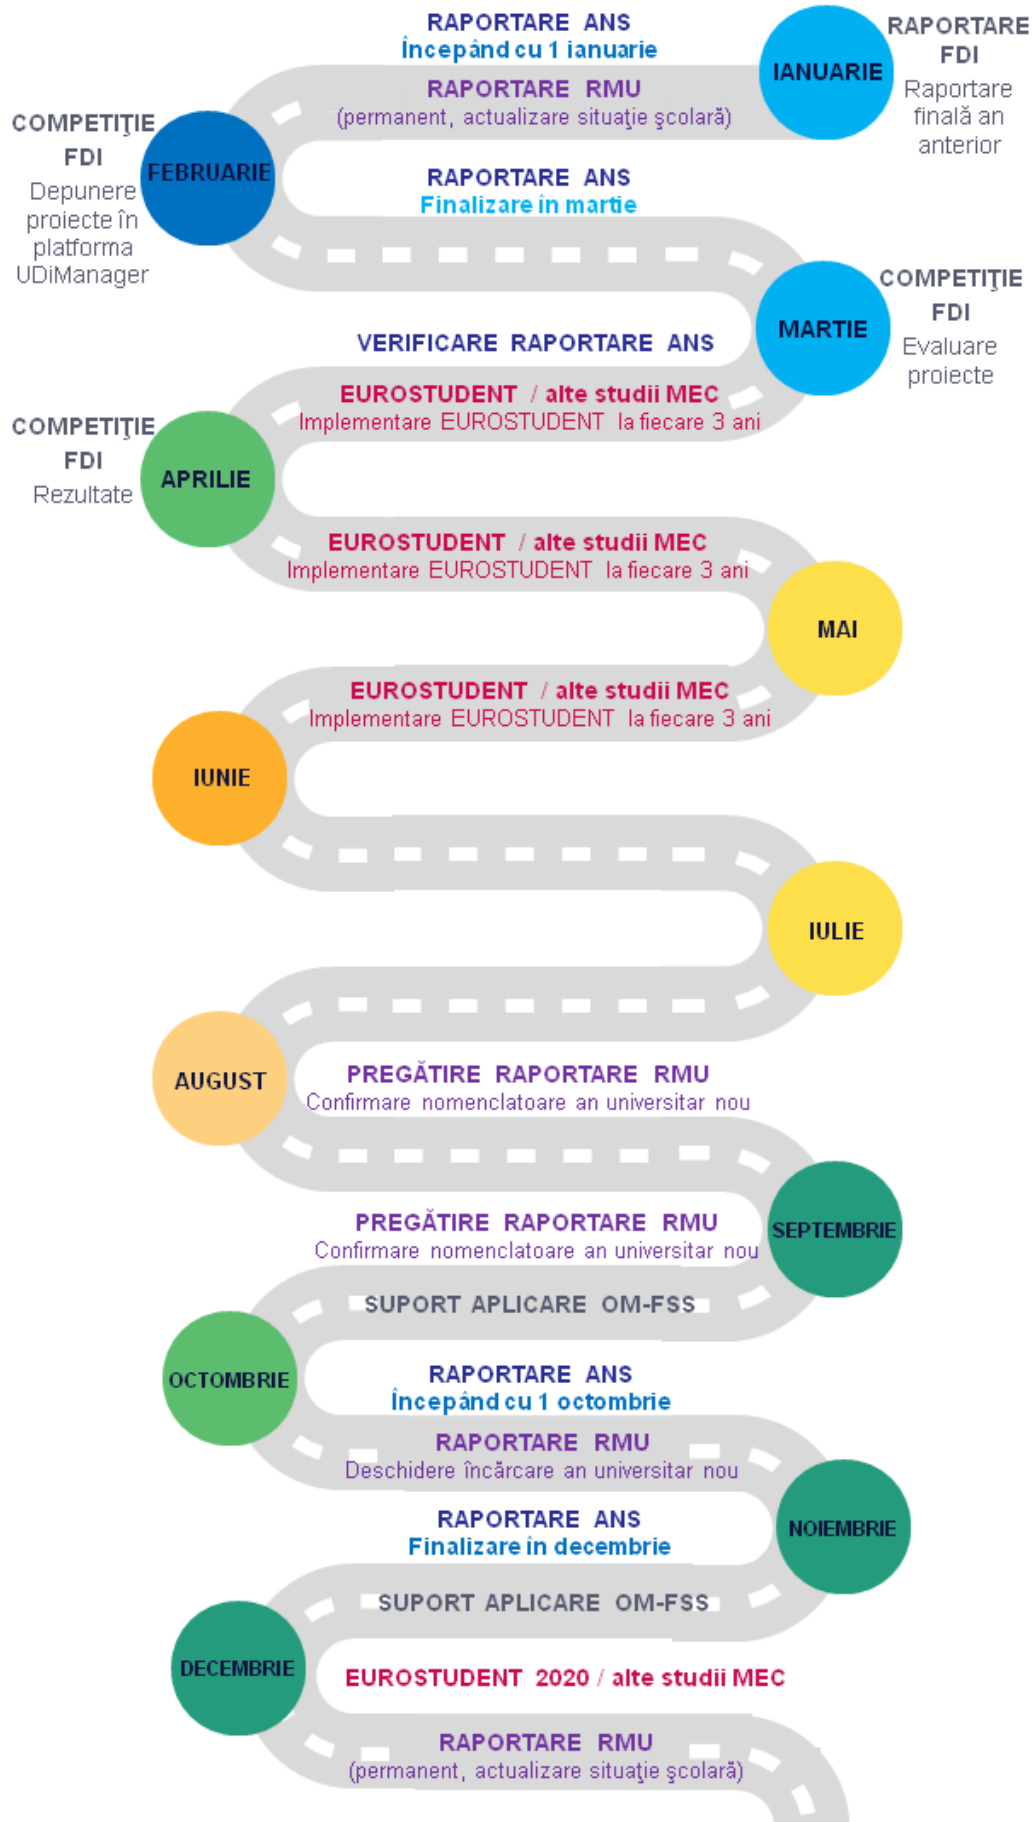 RAPORTARE ANS
Începând cu 1 ianuarie
IANUARIE
RAPORTARE
FDI
Raportare
finală an
anterior
RAPORTARE RMU
(permanent, actualizare situaţie şcolară)
COMPETIŢIE
FDI
Depunere
proiecte în
platforma
UDiManager
FEBRUARIE
RAPORTARE ANS
Finalizare în martie
MARTIE
COMPETIŢIE
FDI
Evaluare
proiecte
VERIFICARE RAPORTARE ANS
EUROSTUDENT / alte studii MEC
Implementare EUROSTUDENT la fiecare 3 ani
COMPETIŢIE
FDI
Rezultate
APRILIE
EUROSTUDENT / alte studii MEC
Implementare EUROSTUDENT la fiecare 3 ani
MAI
EUROSTUDENT / alte studii MEC
Implementare EUROSTUDENT la fiecare 3 ani
IUNIE
IULIE
AUGUST
PREGĂTIRE RAPORTARE RMU
Confirmare nomenclatoare an universitar nou
SEPTEMBRIE
PREGĂTIRE RAPORTARE RMU
Confirmare nomenclatoare an universitar nou
SUPORT APLICARE OM-FSS
OCTOMBRIE
RAPORTARE ANS
Începând cu 1 octombrie
RAPORTARE RMU
Deschidere încărcare an universitar nou
NOIEMBRIE
RAPORTARE ANS
Finalizare în decembrie
SUPORT APLICARE OM-FSS
DECEMBRIE
EUROSTUDENT 2020 / alte studii MEC
RAPORTARE RMU
(permanent, actualizare situaţie şcolară)